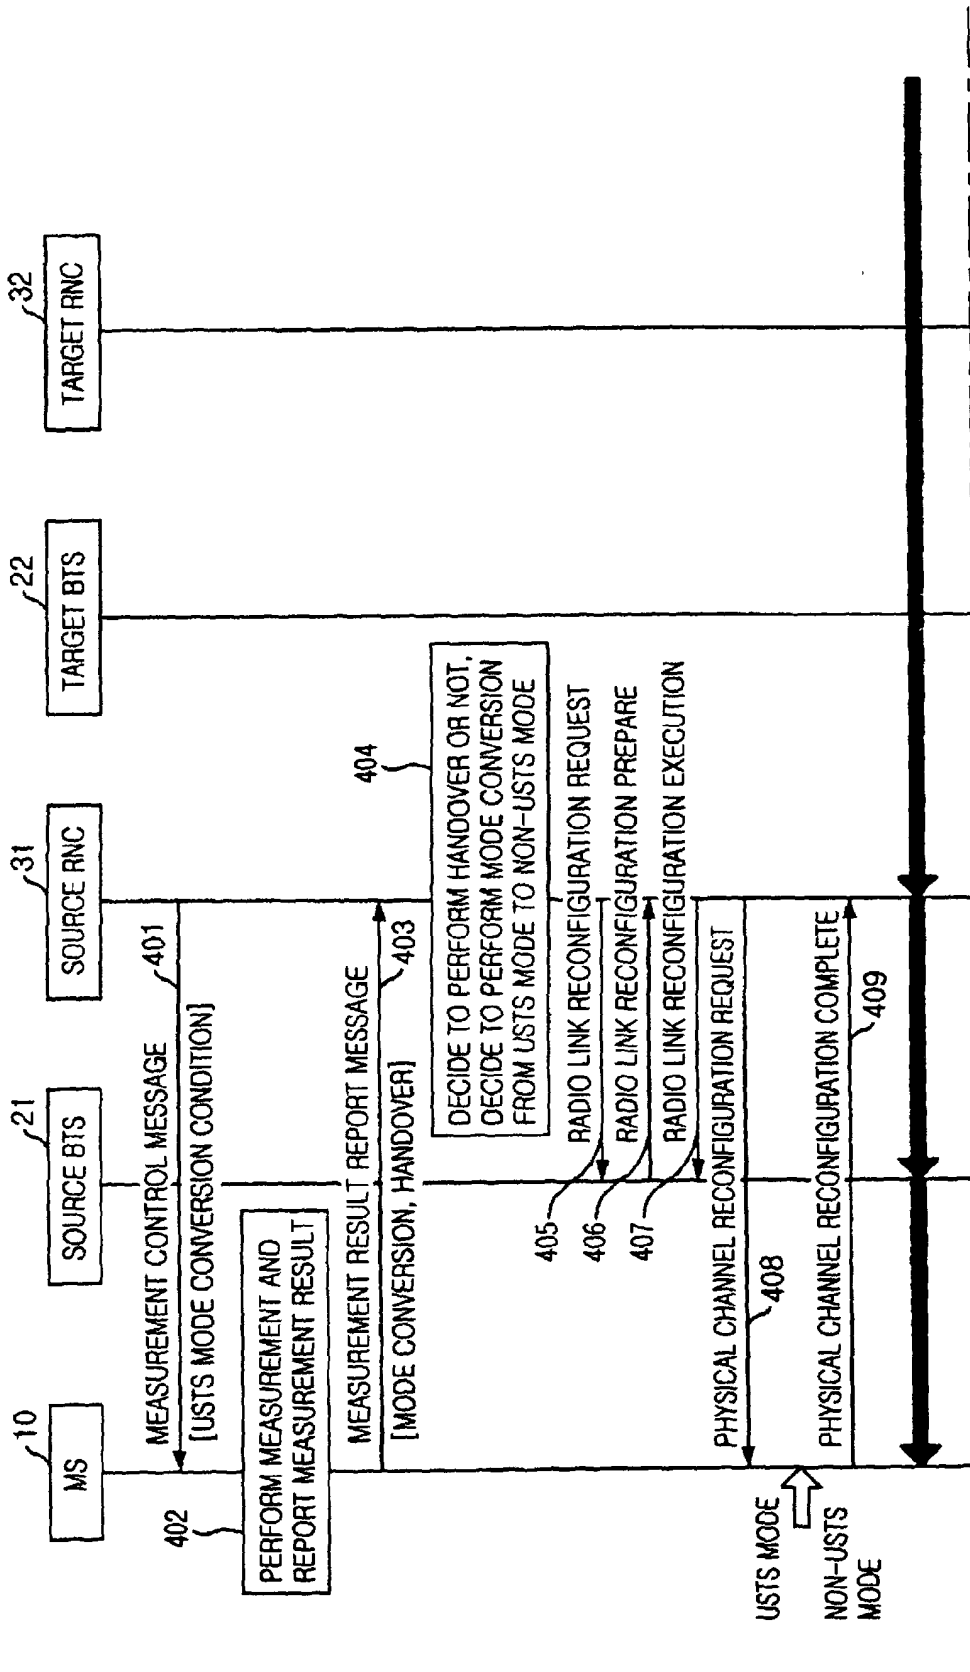 10
MS
21
SOURCE BTS
31
SOURCE RNC
22
TARGET BTS
32
TARGET RNC
MEASUREMENT CONTROL MESSAGE
401
[USTS MODE CONVERSION CONDITION]
402
PERFORM MEASUREMENT AND
REPORT MEASUREMENT RESULT
MEASUREMENT RESULT REPORT MESSAGE
403
[MODE CONVERSION, HANDOVER]
404
DECIDE TO PERFORM HANDOVER OR NOT,
DECIDE TO PERFORM MODE CONVERSION
FROM USTS MODE TO NON-USTS MODE
405
RADIO LINK RECONFIGURATION REQUEST
406
RADIO LINK RECONFIGURATION PREPARE
407
RADIO LINK RECONFIGURATION EXECUTION
PHYSICAL CHANNEL RECONFIGURATION REQUEST
408
USTS MODE
NON-USTS
MODE
PHYSICAL CHANNEL RECONFIGURATION COMPLETE
409